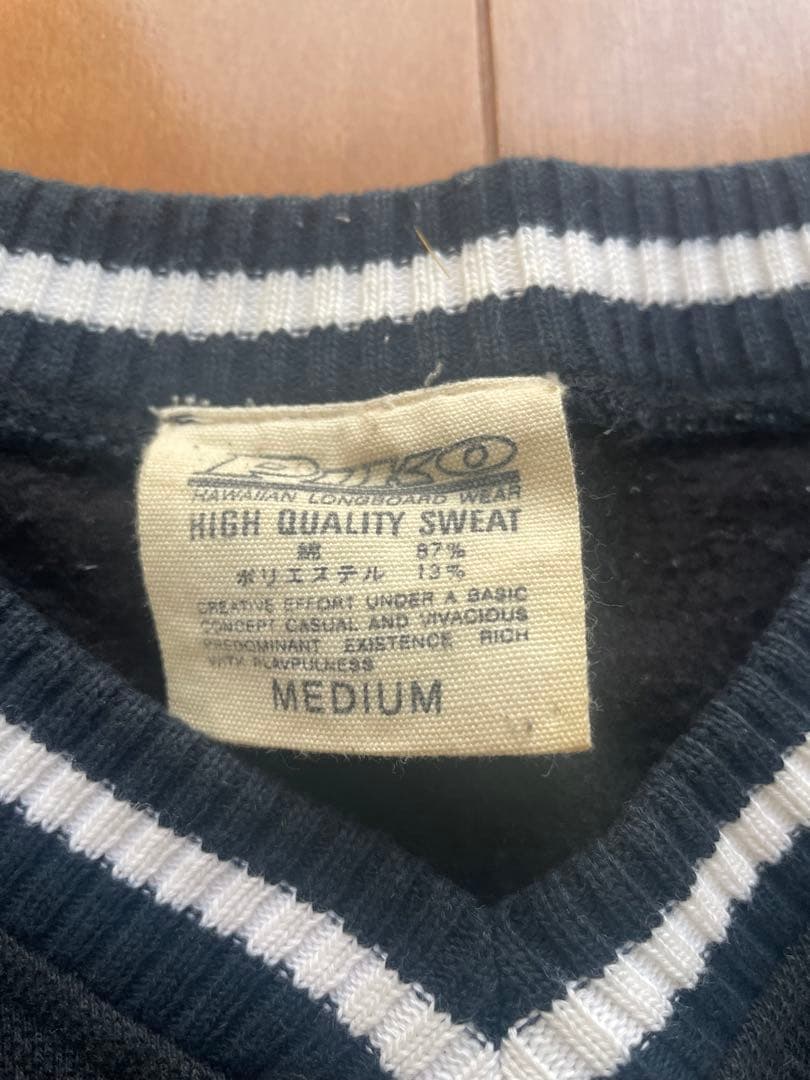 PIKO
HAWAIIAN LONGBOARD WEAR
HIGH QUALITY SWEAT
綿 87%
ポリエステル 13%
CREATIVE EFFORT UNDER A BASIC
CONCEPT CASUAL AND VIVACIOUS
PREDOMINANT EXISTENCE RICH
WITH PLAYPULNESS
MEDIUM